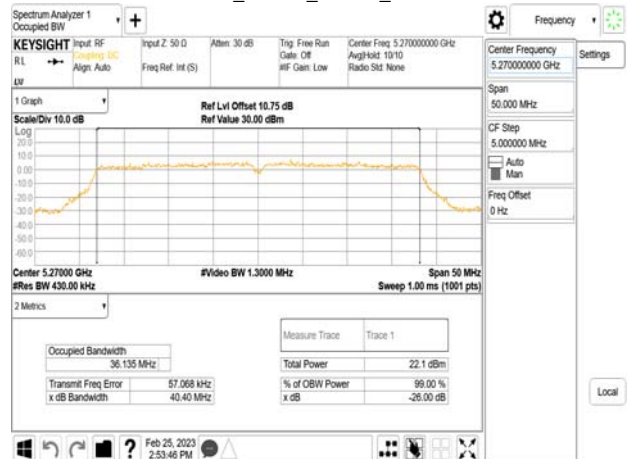 Spectrum Analyzer 1
Occupied BW
+
Frequency
KEYSIGHT
Input: RF
Coupling: DC
Align: Auto
Input Z: 50 Ω
Freq Ref: Int (S)
Atten: 30 dB
Trig: Free Run
Gate: Off
#IF Gain: Low
Center Freq: 5.270000000 GHz
Avg|Hold: 10/10
Radio Std: None
RL
Center Frequency
5.270000000 GHz
Settings
Span
50.000 MHz
CF Step
5.000000 MHz
Auto
Man
Freq Offset
0 Hz
1 Graph
Scale/Div 10.0 dB
Ref Lvl Offset 10.75 dB
Ref Value 30.00 dBm
Log
20.0
10.0
0.00
-10.0
-20.0
-30.0
-40.0
-50.0
-60.0
Center 5.27000 GHz
#Video BW 1.3000 MHz
Span 50 MHz
#Res BW 430.00 kHz
Sweep 1.00 ms (1001 pts)
2 Metrics
Measure Trace
Trace 1
Occupied Bandwidth
36.135 MHz
Total Power
22.1 dBm
Transmit Freq Error
57.068 kHz
% of OBW Power
99.00 %
x dB Bandwidth
40.40 MHz
x dB
-26.00 dB
Local
?
Feb 25, 2023
2:53:46 PM